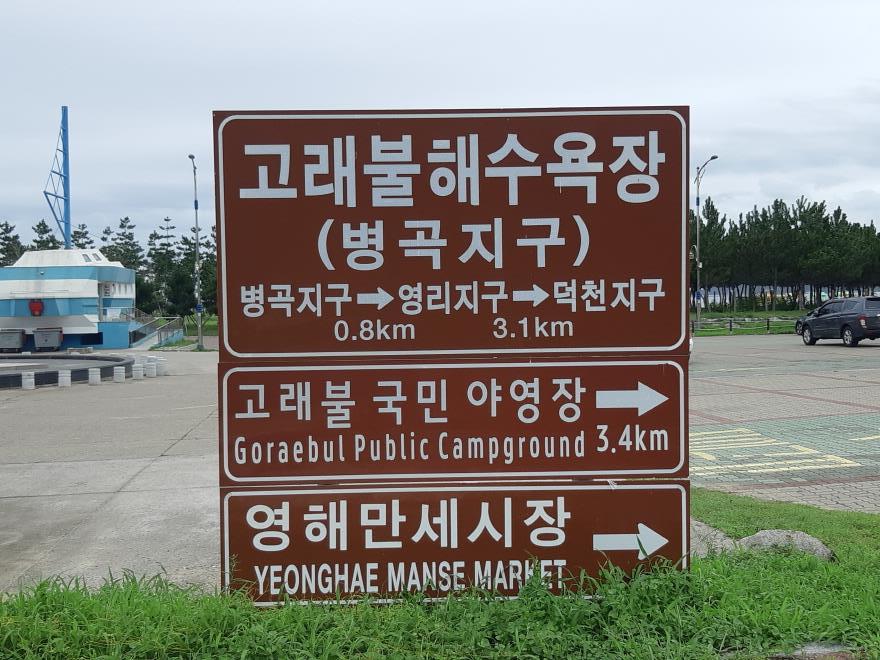 고래불해수욕장
(병곡지구)
병곡지구→영리지구→덕천지구
0.8km 3.1km
고래불 국민 야영장 →
Goraebul Public Campground 3.4km
영해만세시장 →
YEONGHAE MANSE MARKET